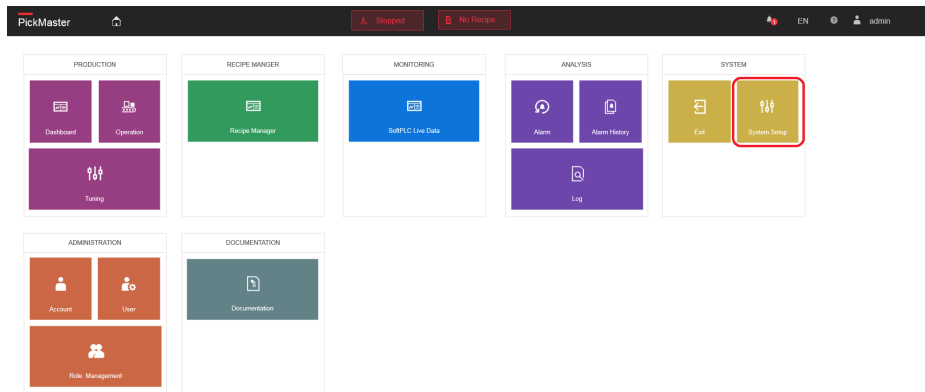 PickMaster
Stopped
No Recipe
1
EN
admin
PRODUCTION
Dashboard
Operation
Tuning
RECIPE MANGER
Recipe Manager
MONITORING
SoftPLC Live Data
ANALYSIS
Alarm
Alarm History
Log
SYSTEM
Exit
System Setup
ADMINISTRATION
Account
User
Role Management
DOCUMENTATION
Documentation